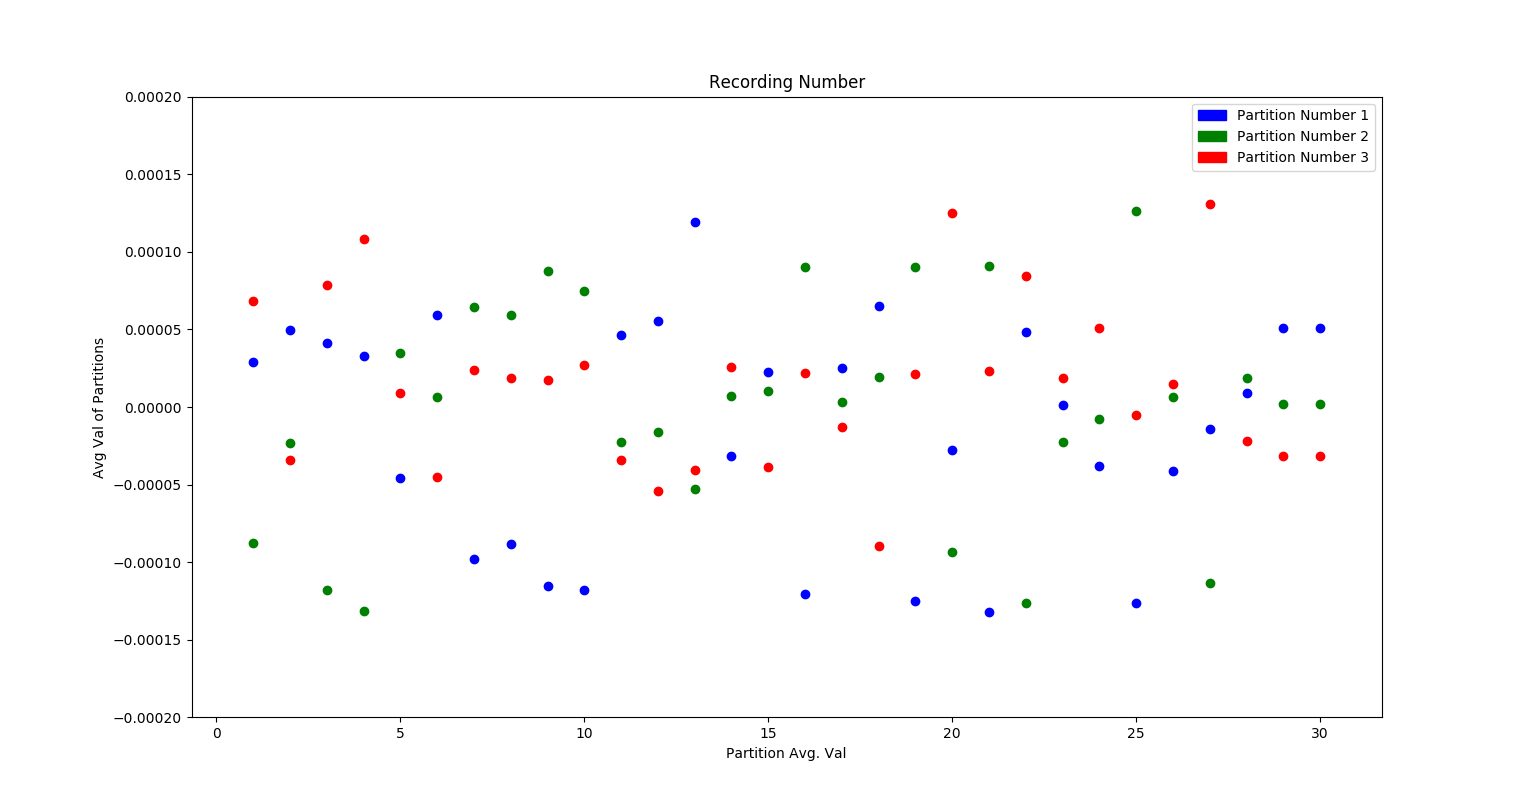 Recording Number
Partition Number 1
Partition Number 2
Partition Number 3
Avg Val of Partitions
0.00020
0.00015
0.00010
0.00005
0.00000
−0.00005
−0.00010
−0.00015
−0.00020
0 5 10 15 20 25 30
Partition Avg. Val